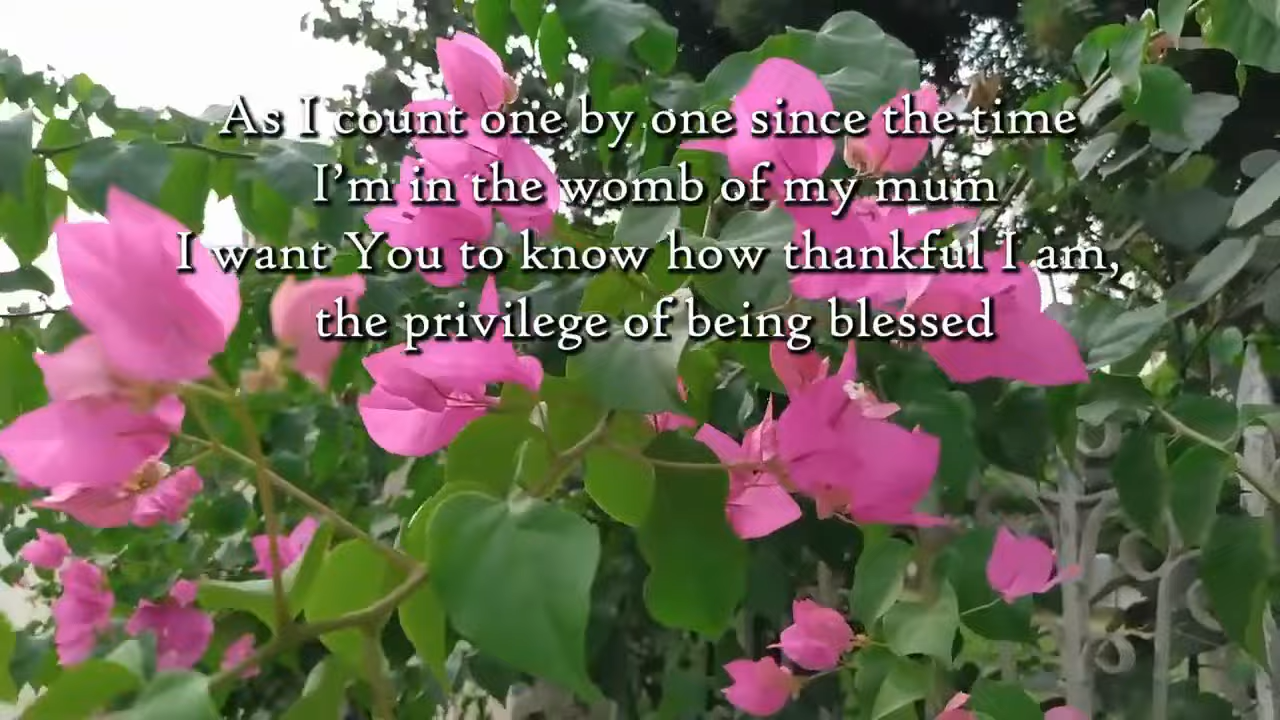 As I count one by one since the time
I’m in the womb of my mum
I want You to know how thankful I am,
the privilege of being blessed